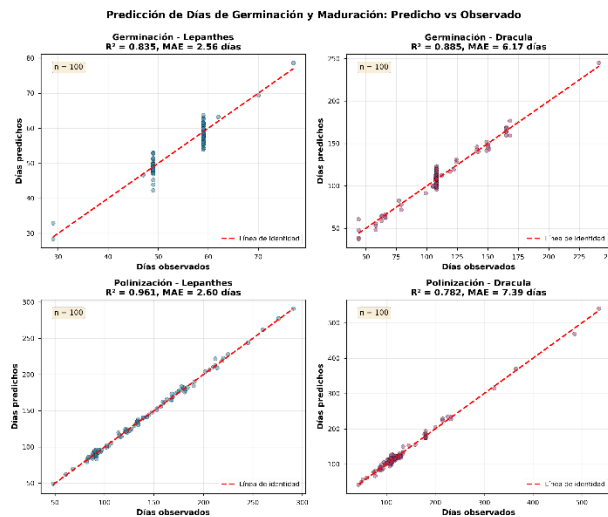 Predicción de Días de Germinación y Maduración: Predicho vs Observado
Germinación - Lepanthes
R² = 0.835, MAE = 2.56 días
n = 100
Días predichos
80
70
60
50
40
30
30
40
50
60
70
Línea de identidad
Días observados
Germinación - Dracula
R² = 0.885, MAE = 6.17 días
n = 100
Días predichos
250
200
150
100
50
50
75
100
125
150
175
200
225
Línea de identidad
Días observados
Polinización - Lepanthes
R² = 0.961, MAE = 2.60 días
n = 100
Días predichos
300
250
200
150
100
50
50
100
150
200
250
300
Línea de identidad
Días observados
Polinización - Dracula
R² = 0.782, MAE = 7.39 días
n = 100
Días predichos
500
400
300
200
100
100
200
300
400
500
Línea de identidad
Días observados